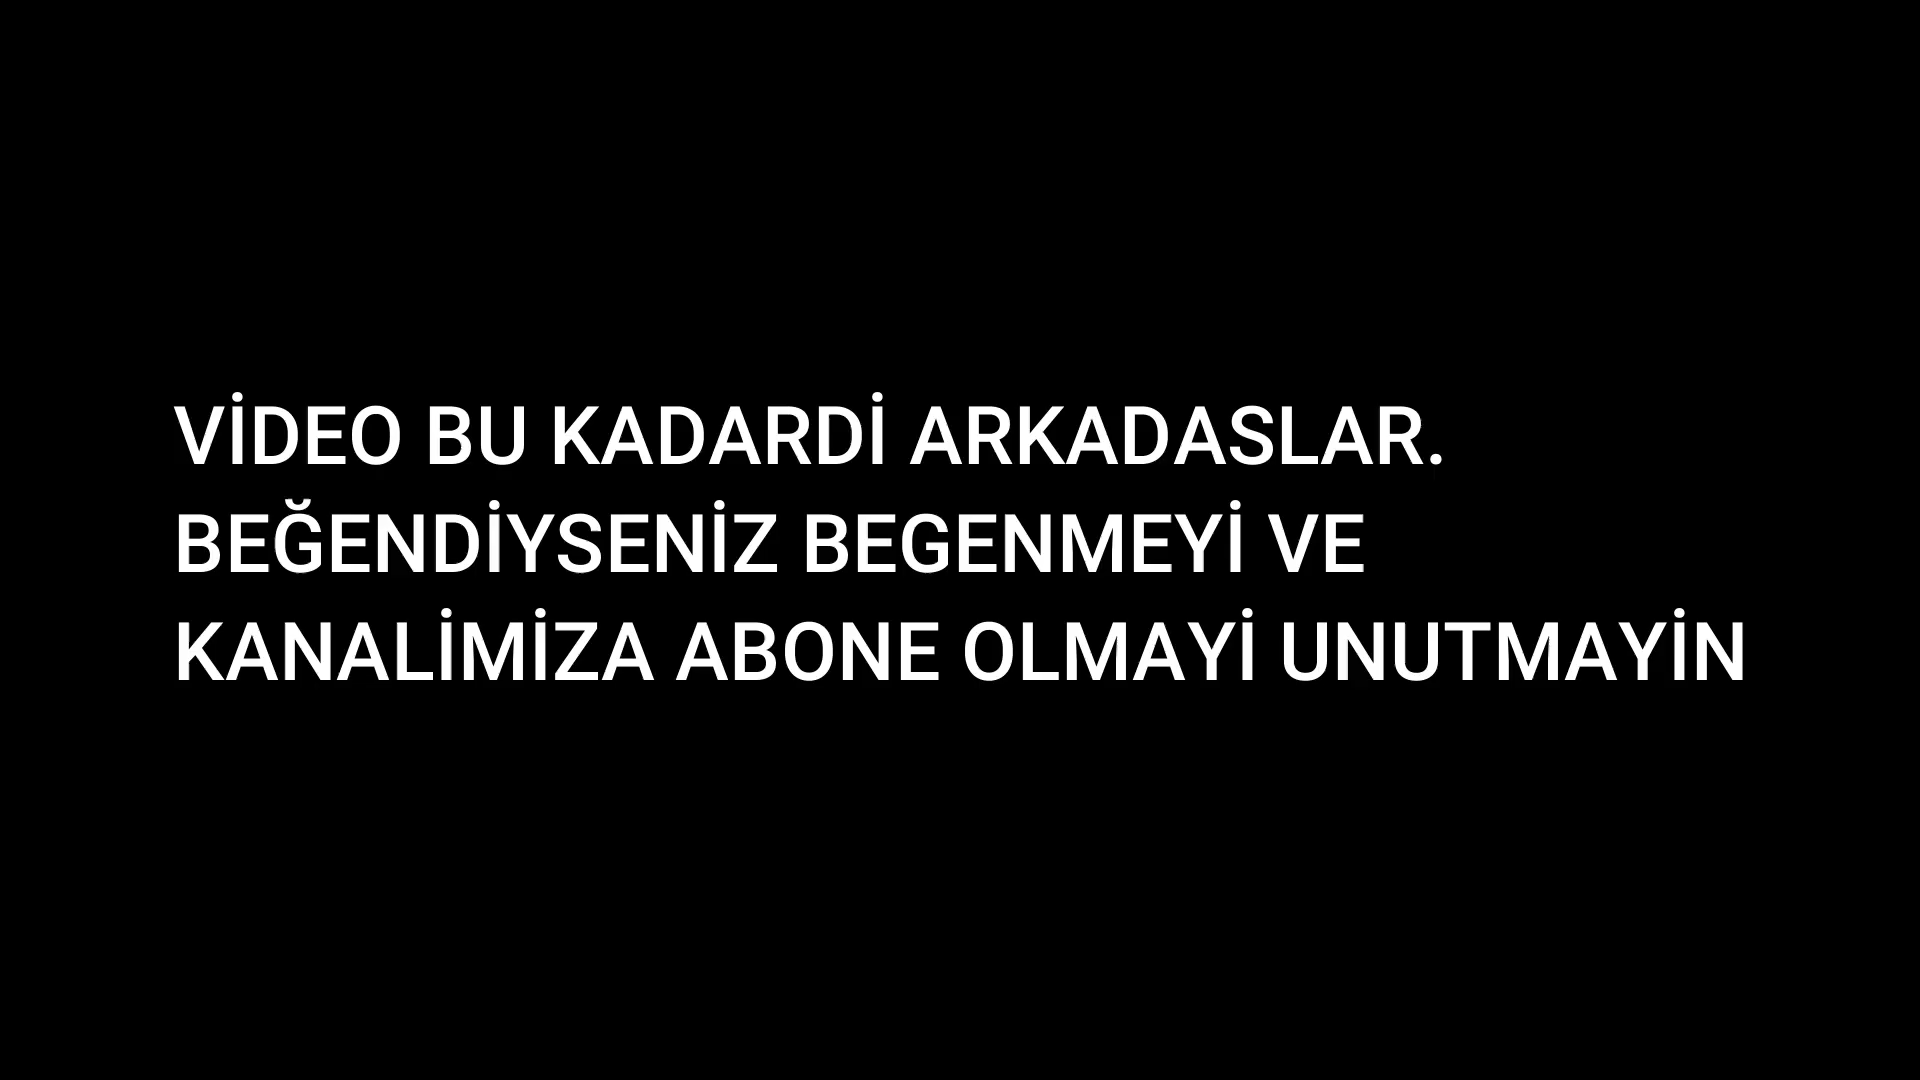 VİDEO BU KADARDİ ARKADASLAR.
BEĞENDİYSENİZ BEGENMEYİ VE
KANALİMİZA ABONE OLMAYİ UNUTMAYİN